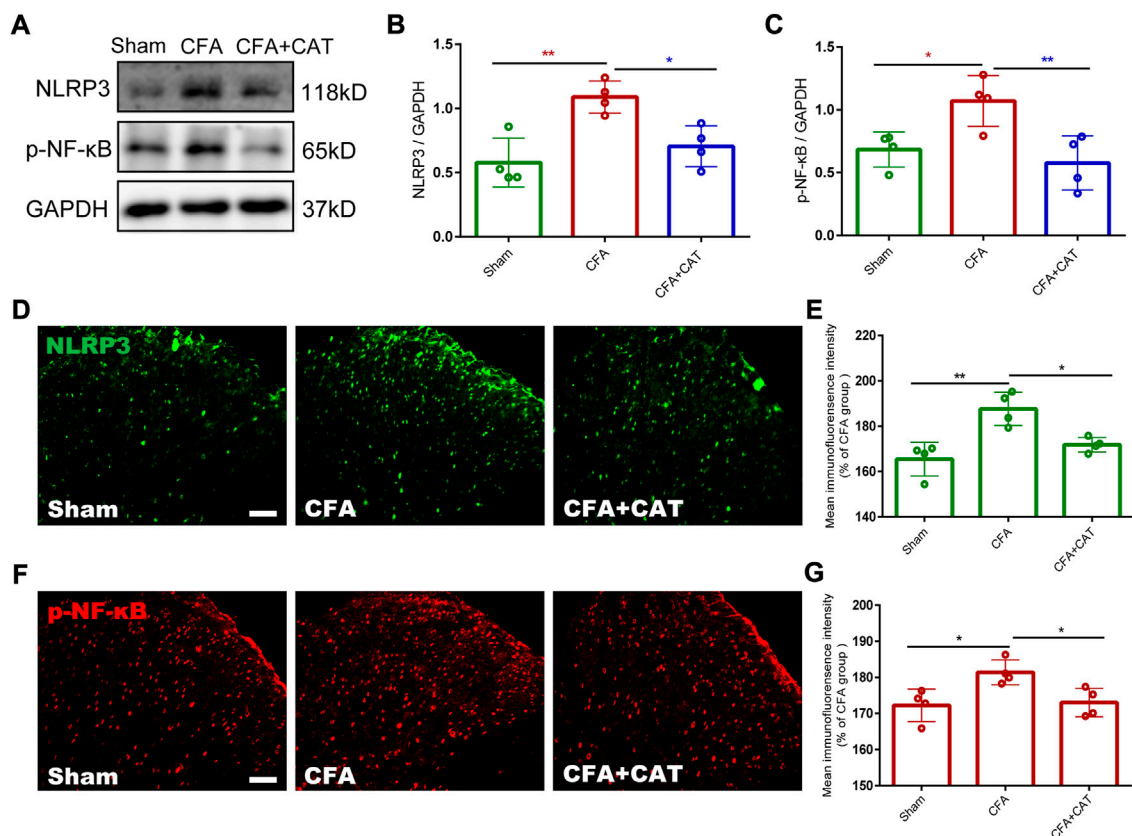 A
Sham CFA CFA+CAT
NLRP3 118kD
p-NF-κB 65kD
GAPDH 37kD
B
NLRP3 / GAPDH
1.5
1.0
0.5
0.0
**
*
Sham
CFA
CFA+CAT
C
p-NF-κB / GAPDH
1.5
1.0
0.5
0.0
*
**
Sham
CFA
CFA+CAT
D
NLRP3
Sham
CFA
CFA+CAT
E
Mean immunofluorensence intensity
(% of CFA group )
220
200
180
160
140
**
*
Sham
CFA
CFA+CAT
F
p-NF-κB
Sham
CFA
CFA+CAT
G
Mean immunofluorensence intensity
(% of CFA group )
200
190
180
170
160
150
*
*
Sham
CFA
CFA+CAT